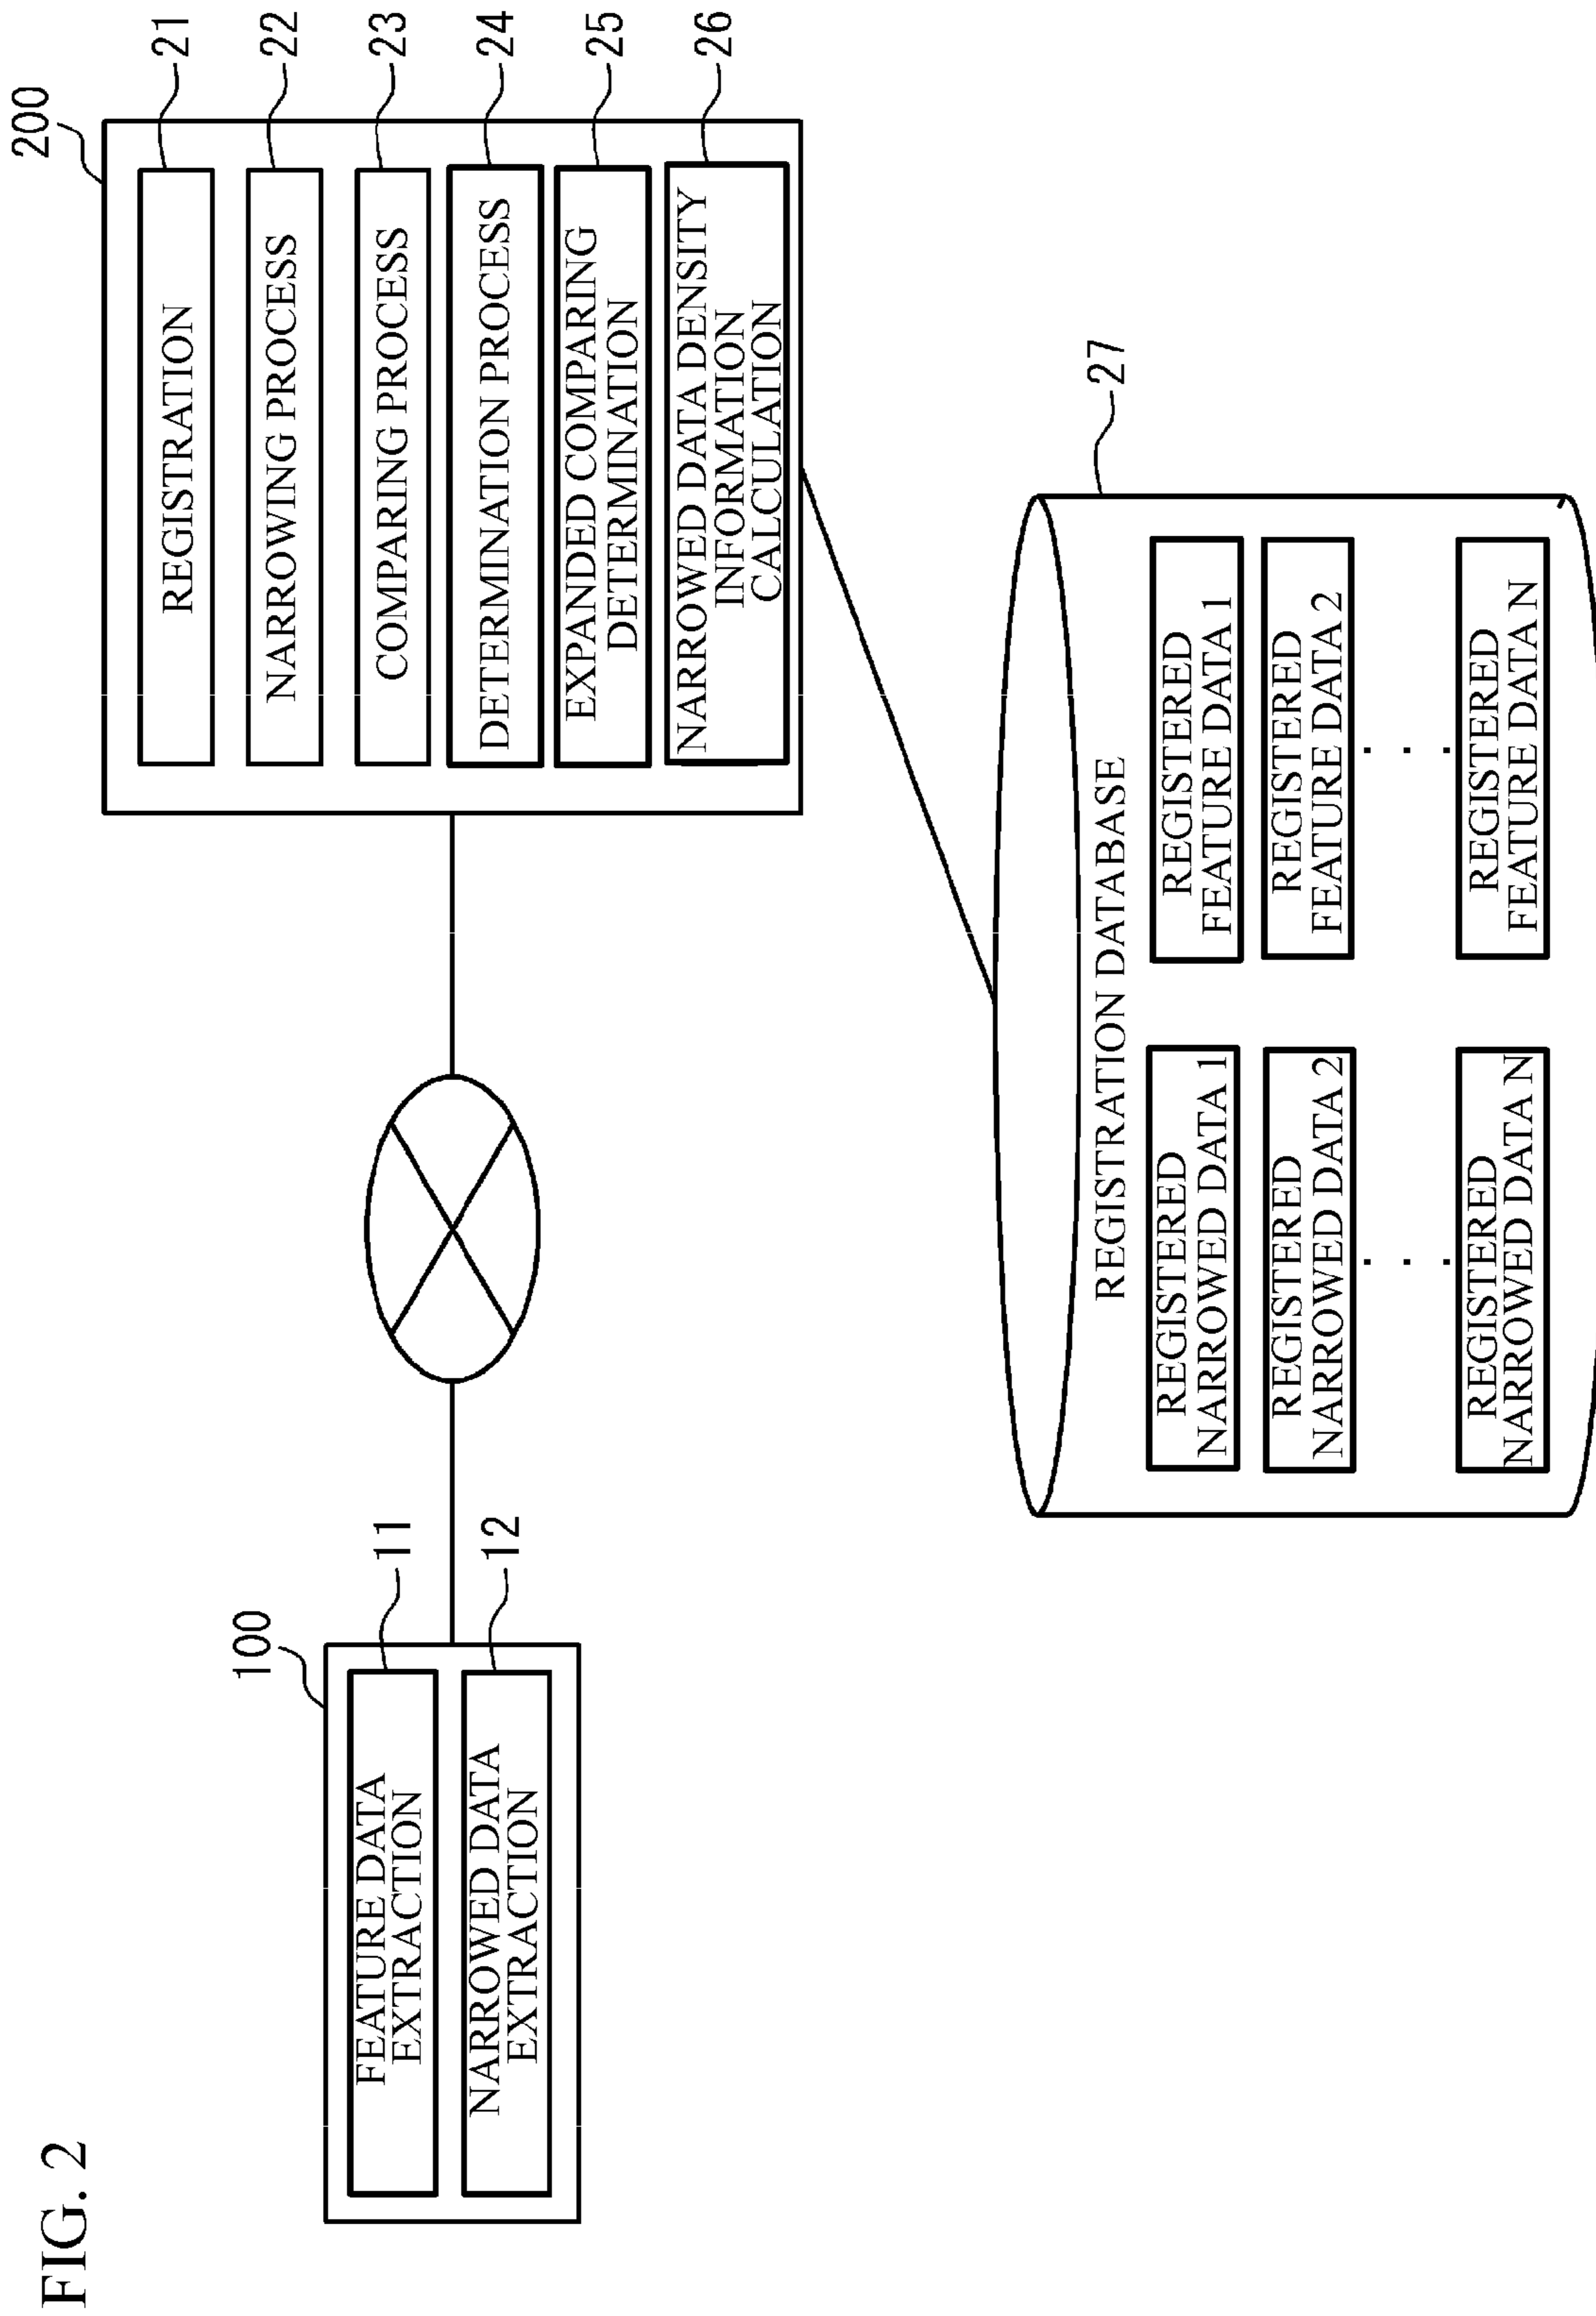 FIG. 2
100
FEATURE DATA
EXTRACTION
11
NARROWED DATA
EXTRACTION
12
200
REGISTRATION
21
NARROWING PROCESS
22
COMPARING PROCESS
23
DETERMINATION PROCESS
24
EXPANDED COMPARING
DETERMINATION
25
NARROWED DATA DENSITY
INFORMATION
CALCULATION
26
27
REGISTRATION DATABASE
REGISTERED
NARROWED DATA 1
REGISTERED
FEATURE DATA 1
REGISTERED
NARROWED DATA 2
REGISTERED
FEATURE DATA 2
. . .
. . .
REGISTERED
NARROWED DATA N
REGISTERED
FEATURE DATA N